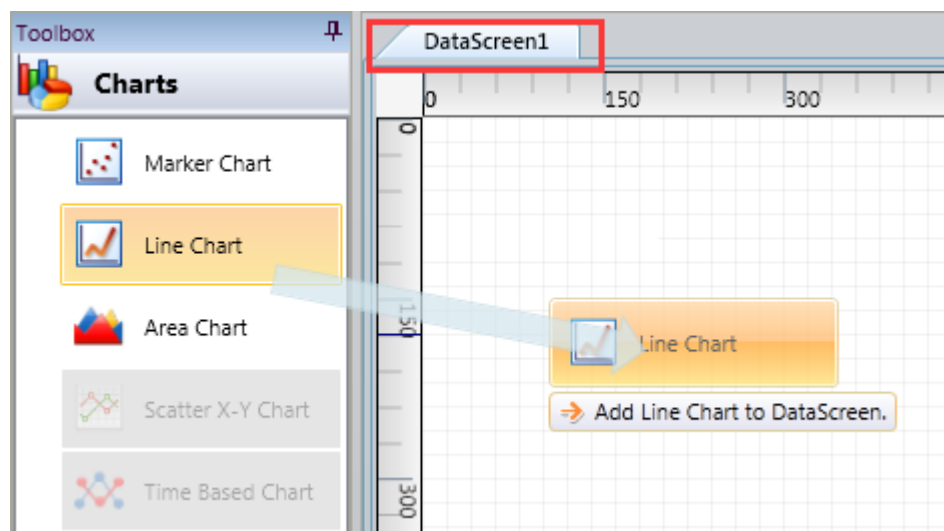 Toolbox
Charts
Marker Chart
Line Chart
Area Chart
Scatter X-Y Chart
Time Based Chart
DataScreen1
0
150
300
0
150
300
Line Chart
Add Line Chart to DataScreen.